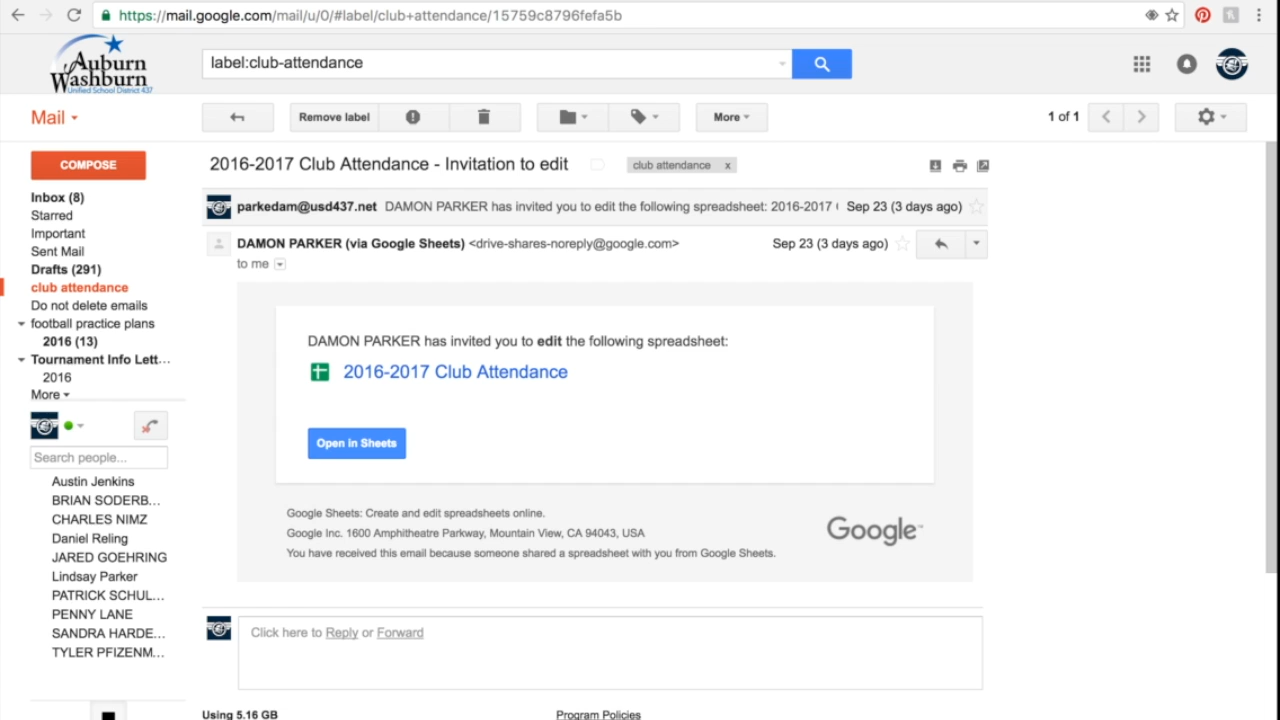 https://mail.google.com/mail/u/0/#label/club+attendance/15759c8796fefa5b
Auburn
Washburn
Unified School District 437
label:club-attendance
Mail
Remove label
More
1 of 1
COMPOSE
2016-2017 Club Attendance - Invitation to edit
club attendance x
Inbox (8)
Starred
Important
Sent Mail
Drafts (291)
club attendance
Do not delete emails
football practice plans
2016 (13)
Tournament Info Lett...
2016
More
parkedam@usd437.net DAMON PARKER has invited you to edit the following spreadsheet: 2016-2017 Sep 23 (3 days ago)
DAMON PARKER (via Google Sheets) <drive-shares-noreply@google.com> Sep 23 (3 days ago)
to me
DAMON PARKER has invited you to edit the following spreadsheet:
2016-2017 Club Attendance
Open in Sheets
Google Sheets: Create and edit spreadsheets online.
Google Inc. 1600 Amphitheatre Parkway, Mountain View, CA 94043, USA
You have received this email because someone shared a spreadsheet with you from Google Sheets.
Google™
Search people...
Austin Jenkins
BRIAN SODERB...
CHARLES NIMZ
Daniel Reling
JARED GOEHRING
Lindsay Parker
PATRICK SCHUL...
PENNY LANE
SANDRA HARDE...
TYLER PFIZENM...
Click here to Reply or Forward
Using 5.16 GB
Program Policies